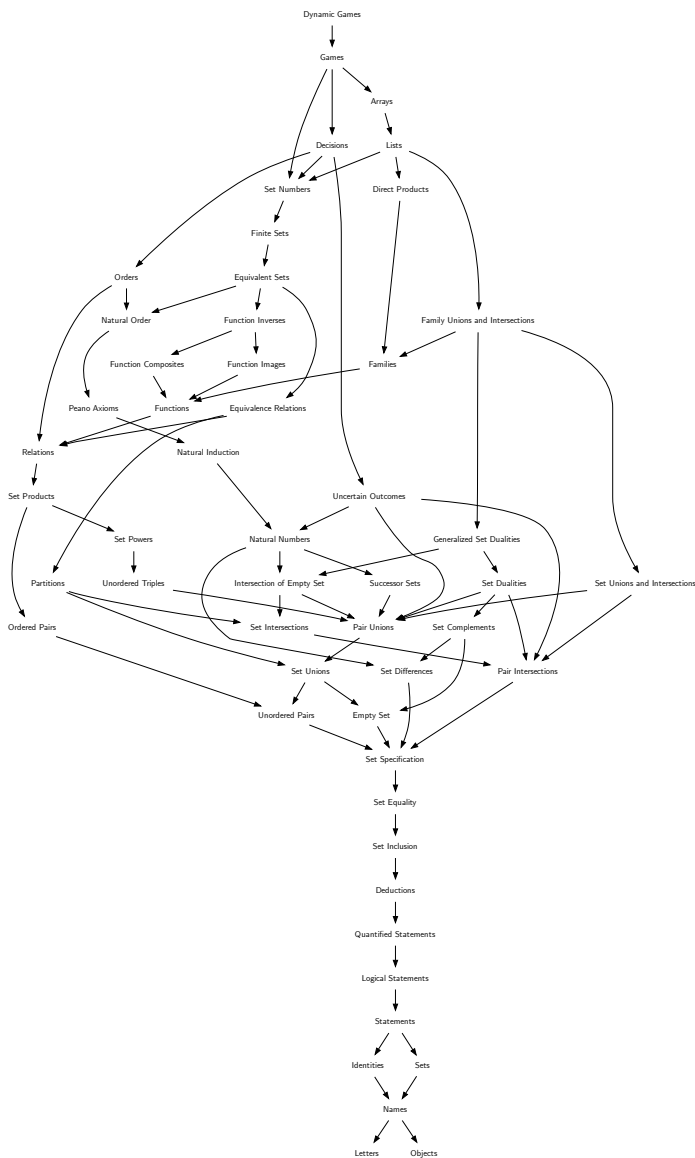 Dynamic Games
Games
Arrays
Decisions
Lists
Set Numbers
Direct Products
Finite Sets
Orders
Equivalent Sets
Natural Order
Function Inverses
Family Unions and Intersections
Function Composites
Function Images
Families
Peano Axioms
Functions
Equivalence Relations
Relations
Natural Induction
Set Products
Uncertain Outcomes
Set Powers
Natural Numbers
Generalized Set Dualities
Partitions
Unordered Triples
Intersection of Empty Set
Successor Sets
Set Dualities
Set Unions and Intersections
Ordered Pairs
Set Intersections
Pair Unions
Set Complements
Set Unions
Set Differences
Pair Intersections
Unordered Pairs
Empty Set
Set Specification
Set Equality
Set Inclusion
Deductions
Quantified Statements
Logical Statements
Statements
Identities
Sets
Names
Letters
Objects